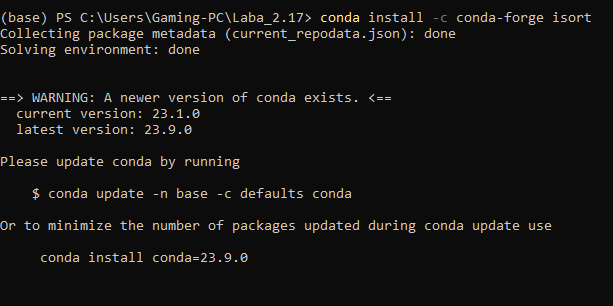 (base) PS C:\Users\Gaming-PC\Laba_2.17> conda install -c conda-forge isort
Collecting package metadata (current_repodata.json): done
Solving environment: done
==> WARNING: A newer version of conda exists. <==
  current version: 23.1.0
  latest version: 23.9.0
Please update conda by running
    $ conda update -n base -c defaults conda
Or to minimize the number of packages updated during conda update use
     conda install conda=23.9.0